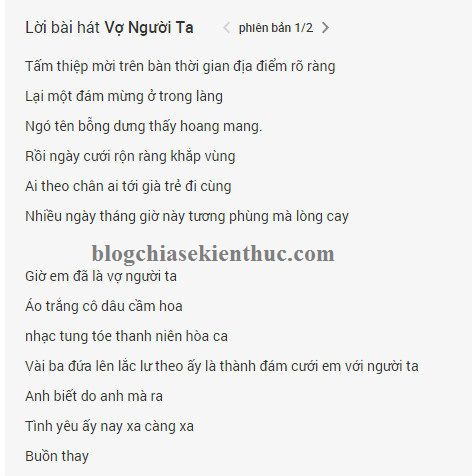 Lời bài hát Vợ Người Ta < phiên bản 1/2 >
Tấm thiệp mời trên bàn thời gian địa điểm rõ ràng
Lại một đám mừng ở trong làng
Ngó tên bỗng dưng thấy hoang mang.
Rồi ngày cưới rộn ràng khắp vùng
Ai theo chân ai tới già trẻ đi cùng
Nhiều ngày tháng giờ này tương phùng mà lòng cay
blogchiasekienthuc.com
Giờ em đã là vợ người ta
Áo trắng cô dâu cầm hoa
nhạc tung tóe thanh niên hòa ca
Vài ba đứa lên lắc lư theo ấy là thành đám cưới em với người ta
Anh biết do anh mà ra
Tình yêu ấy nay xa càng xa
Buồn thay